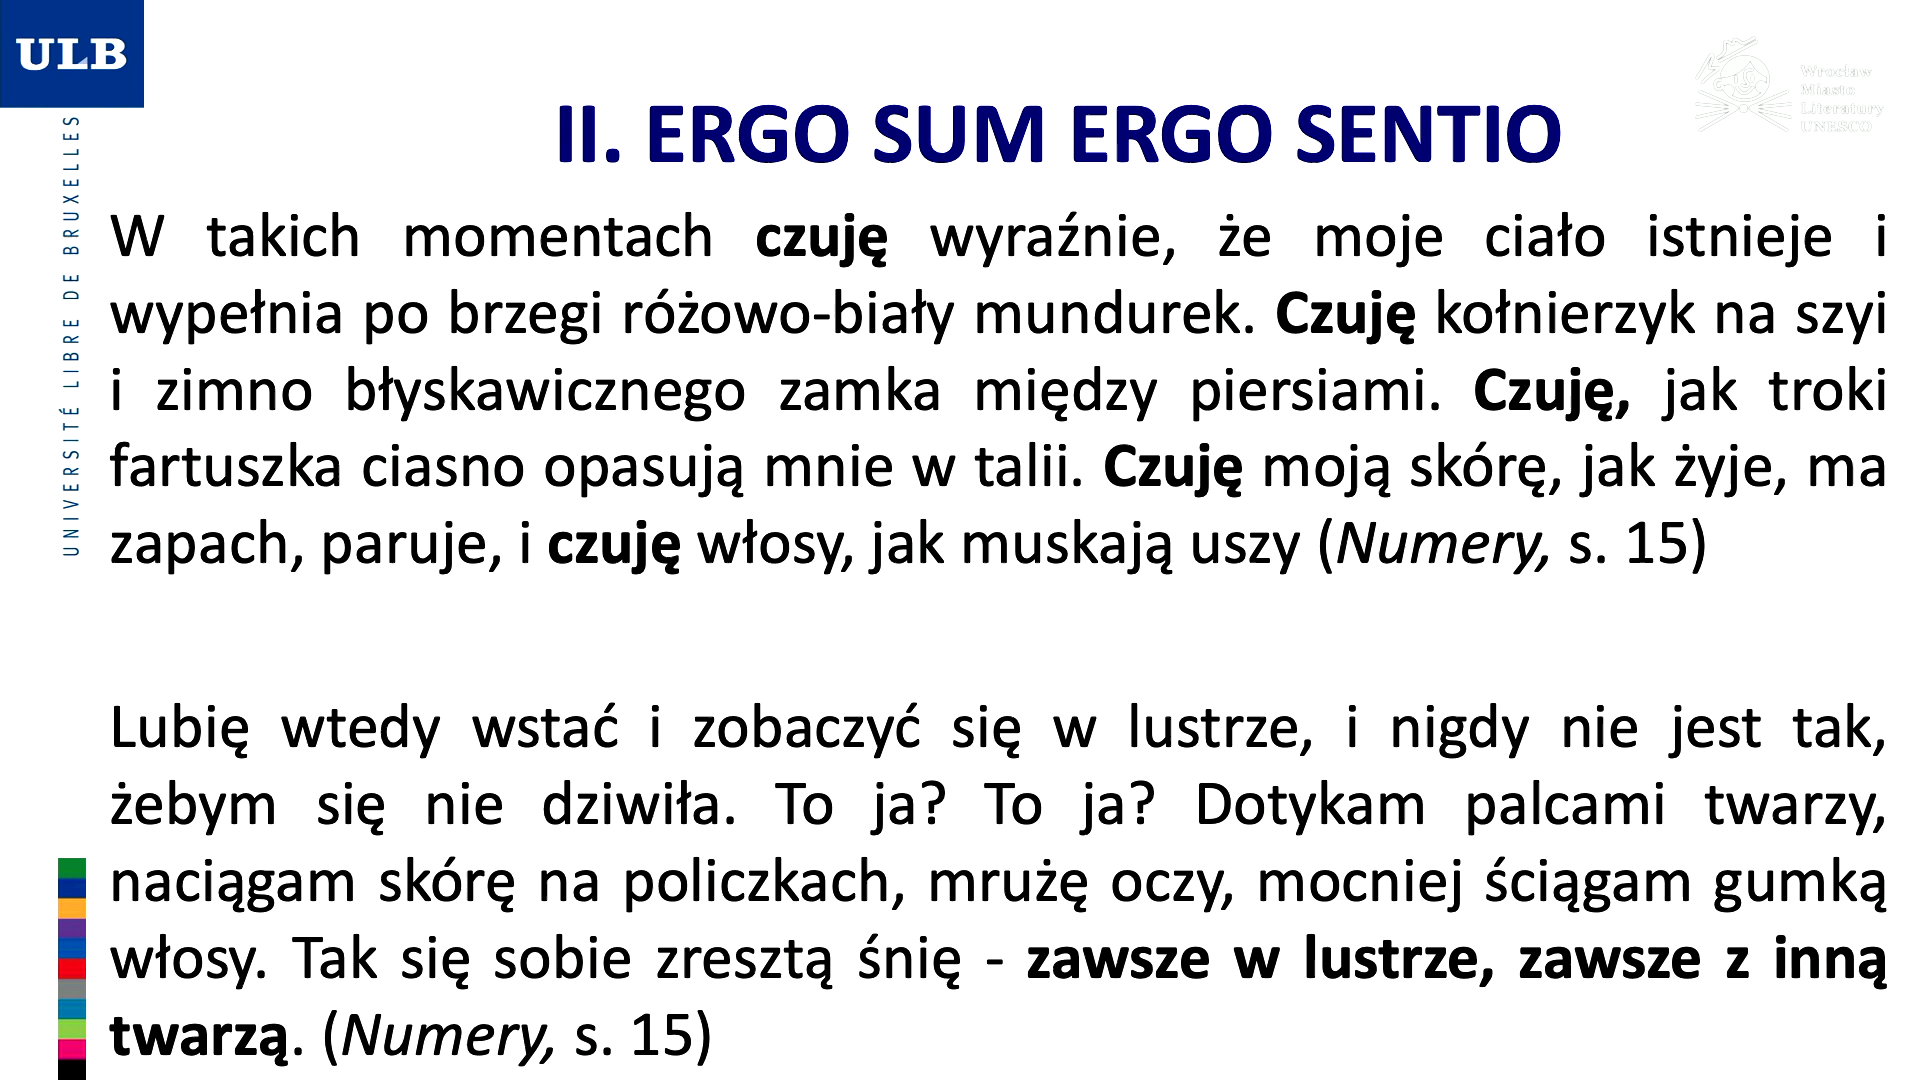 ULB
UNIVERSITÉ LIBRE DE BRUXELLES
Wrocław
Miasto
Literatury
UNESCO
II. ERGO SUM ERGO SENTIO
W takich momentach czuję wyraźnie, że moje ciało istnieje i
wypełnia po brzegi różowo-biały mundurek. Czuję kołnierzyk na szyi
i zimno błyskawicznego zamka między piersiami. Czuję, jak troki
fartuszka ciasno opasują mnie w talii. Czuję moją skórę, jak żyje, ma
zapach, paruje, i czuję włosy, jak muskają uszy (Numery, s. 15)
Lubię wtedy wstać i zobaczyć się w lustrze, i nigdy nie jest tak,
żebym się nie dziwiła. To ja? To ja? Dotykam palcami twarzy,
naciągam skórę na policzkach, mrużę oczy, mocniej ściągam gumką
włosy. Tak się sobie zresztą śnię - zawsze w lustrze, zawsze z inną
twarzą. (Numery, s. 15)